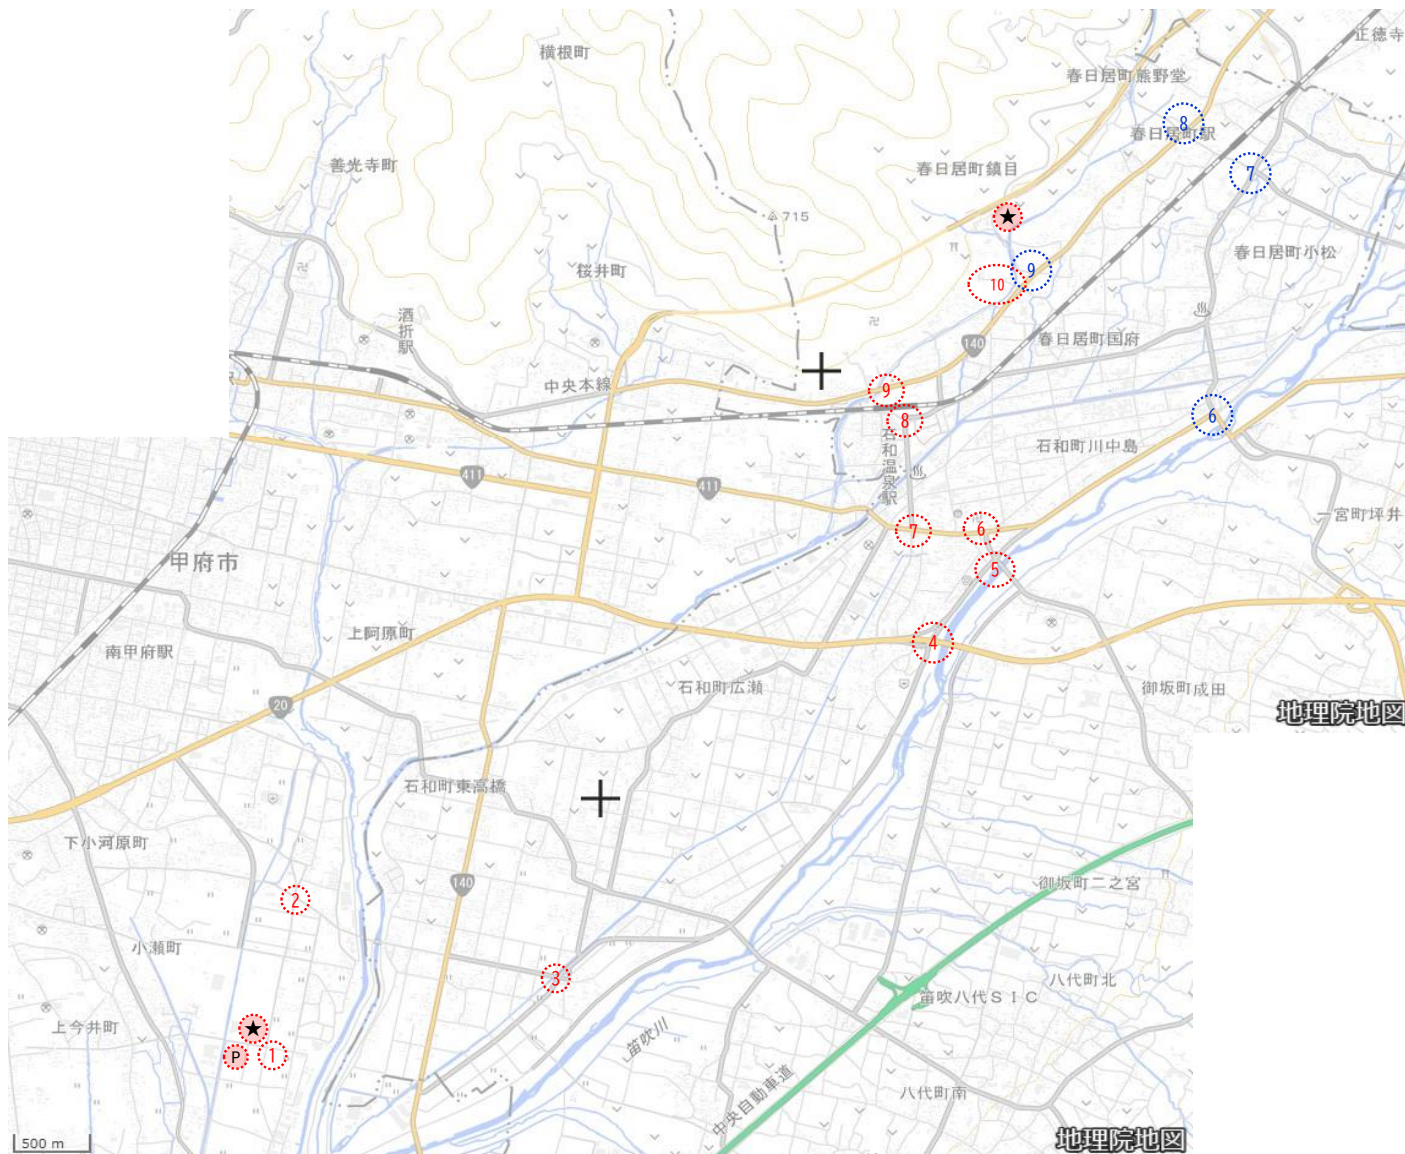 横根町
正徳寺
春日居町熊野堂
8
春日居町駅
善光寺町
春日居町鎮目
7
715
★
春日居町小松
桜井町
9
10
酒折駅
140
春日居町国府
中央本線
9
6
8
石和町川中島
石和温泉駅
411
411
一宮町坪井
7
6
甲府市
5
上阿原町
4
南甲府駅
石和町広瀬
御坂町成田
20
地理院地図
石和町東高橋
下小河原町
140
御坂町二之宮
2
小瀬町
3
八代町北
笛吹八代SIC
上今井町
★
笛吹川
P
1
中央自動車道
八代町南
500 m
地理院地図